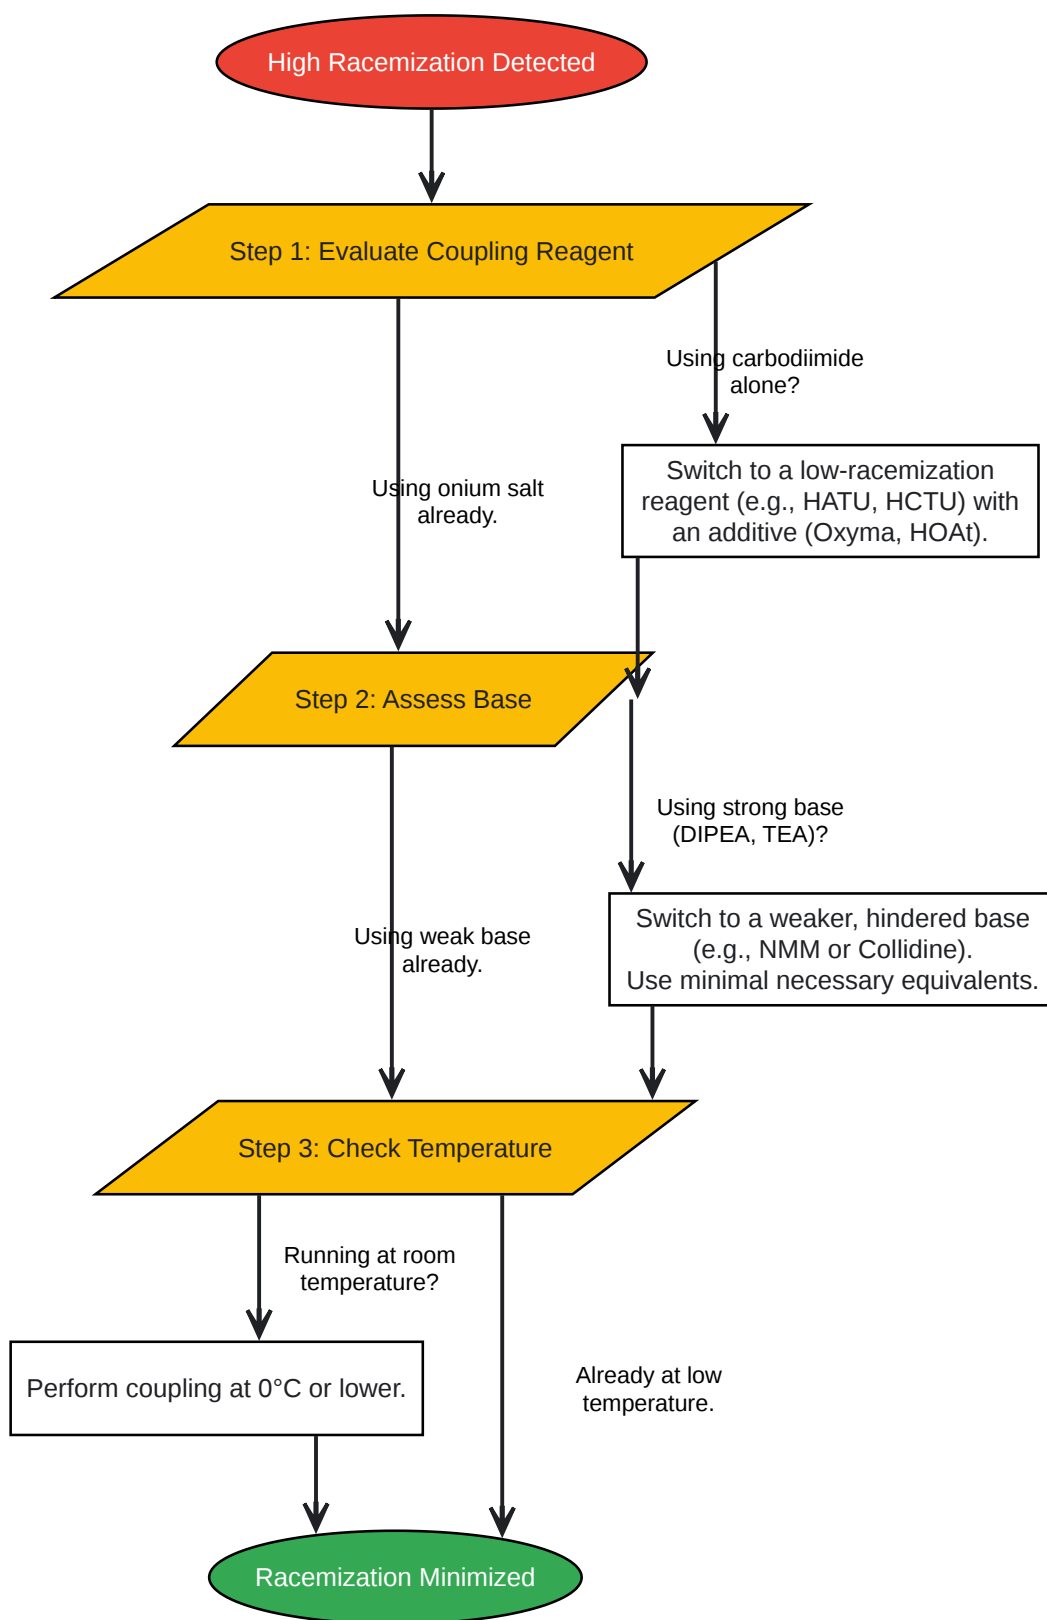 High Racemization Detected
Step 1: Evaluate Coupling Reagent
Using carbodiimide
alone?
Switch to a low-racemization
reagent (e.g., HATU, HCTU) with
an additive (Oxyma, HOAt).
Using onium salt
already.
Step 2: Assess Base
Using strong base
(DIPEA, TEA)?
Switch to a weaker, hindered base
(e.g., NMM or Collidine).
Use minimal necessary equivalents.
Using weak base
already.
Step 3: Check Temperature
Running at room
temperature?
Perform coupling at 0°C or lower.
Already at low
temperature.
Racemization Minimized